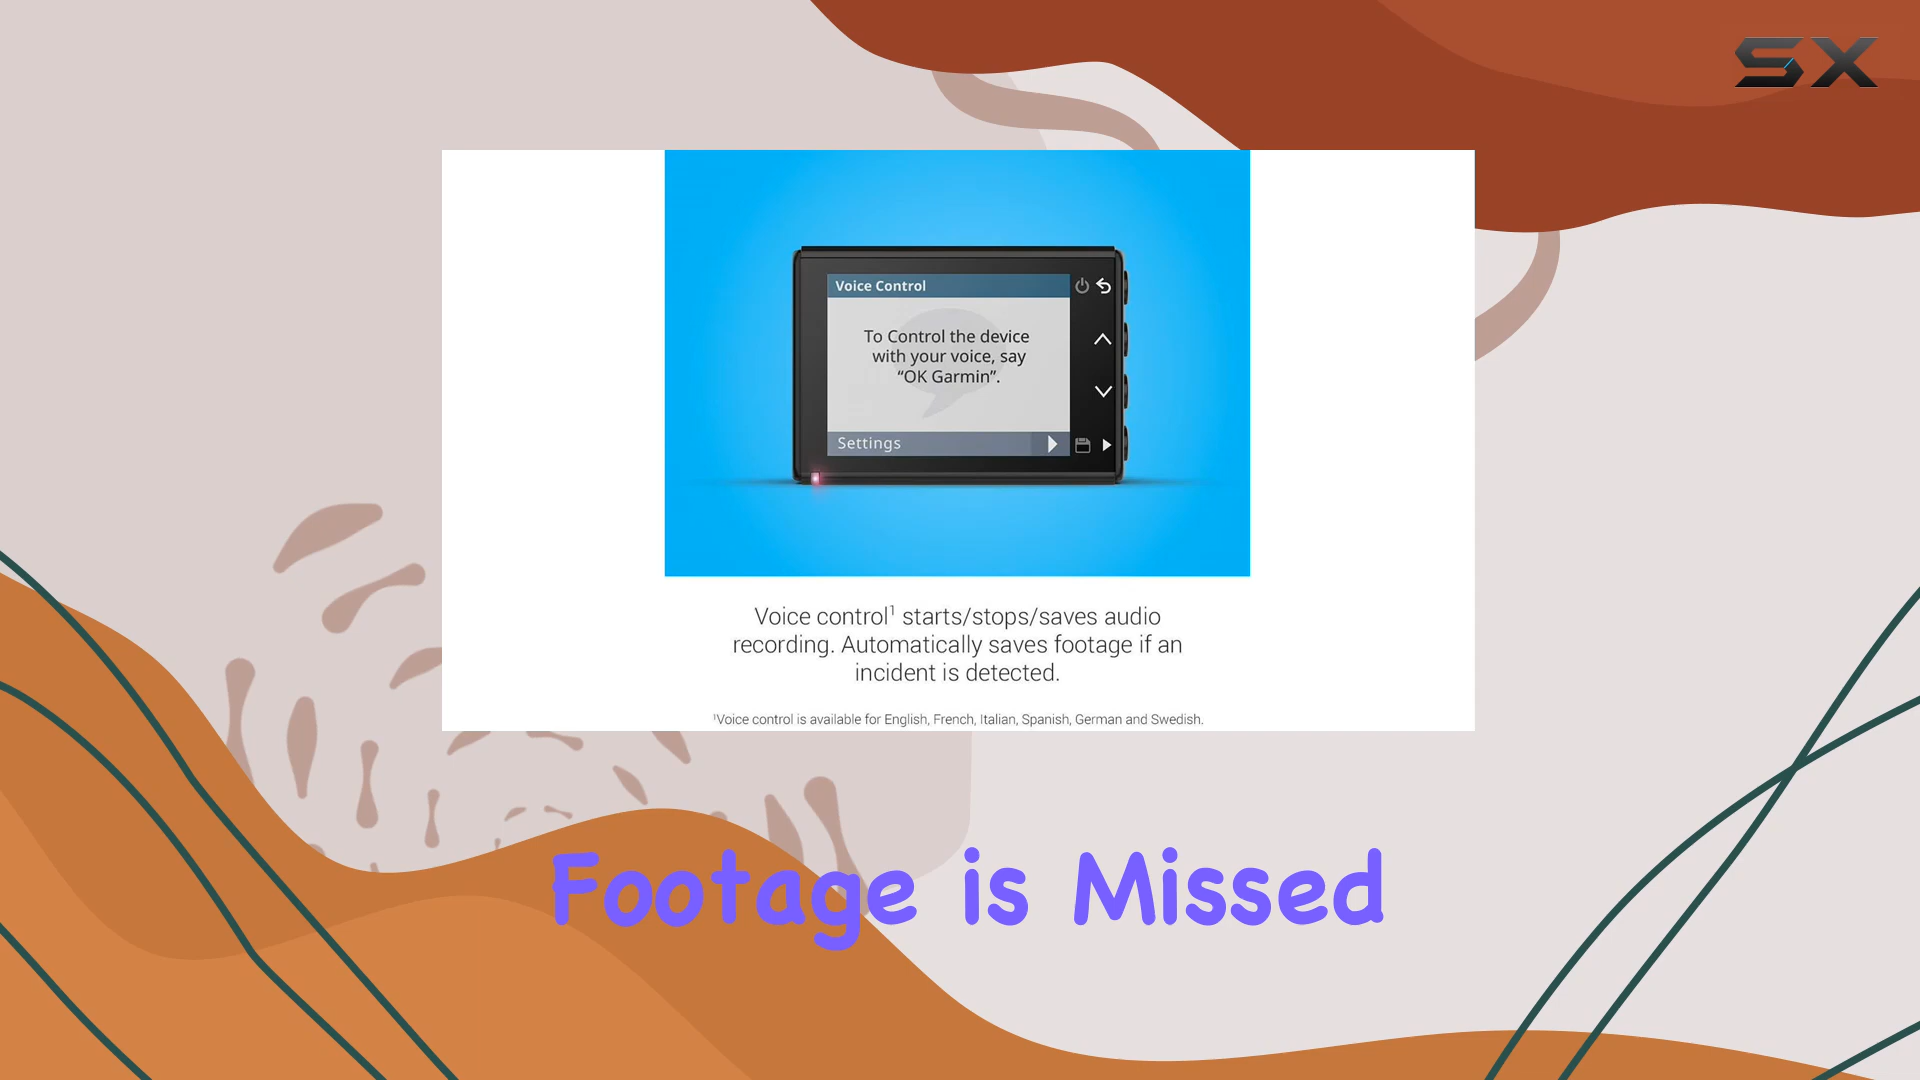 SX
Voice Control
To Control the device
with your voice, say
“OK Garmin”.
Settings
Voice control¹ starts/stops/saves audio
recording. Automatically saves footage if an
incident is detected.
¹Voice control is available for English, French, Italian, Spanish, German and Swedish.
Footage is Missed